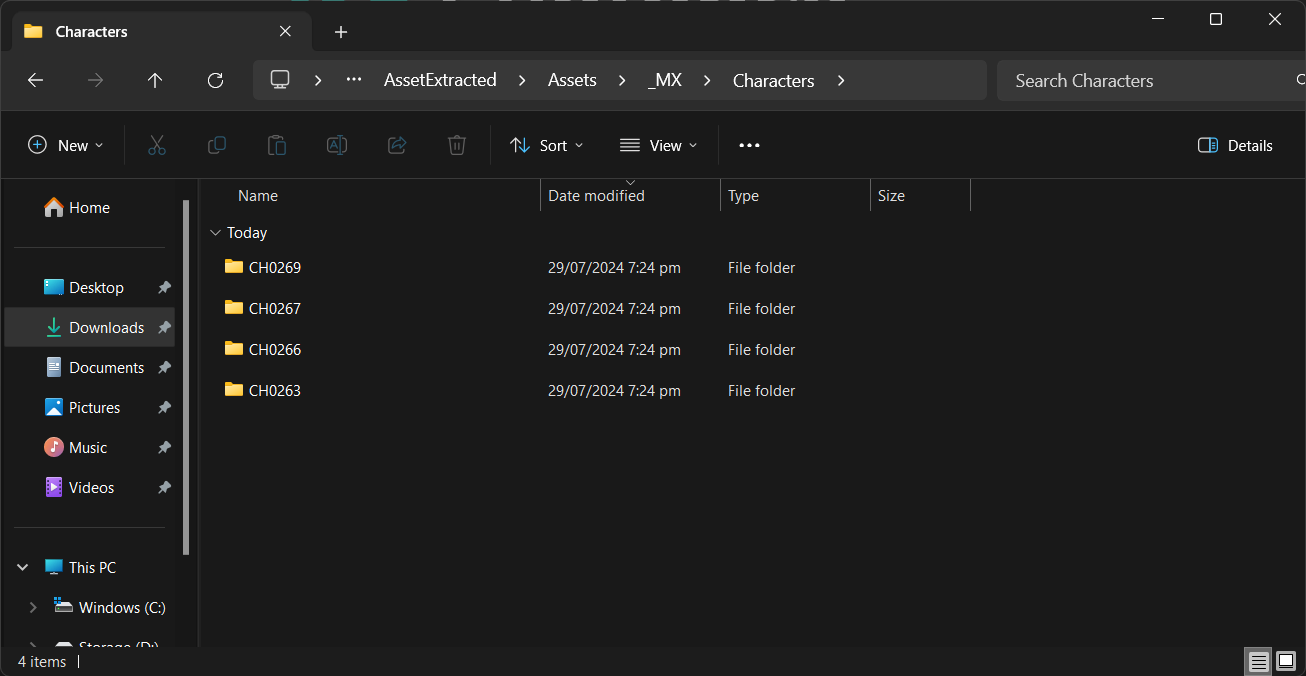 Characters
AssetExtracted Assets _MX Characters
Search Characters
New
Sort
View
Details
Home
Desktop
Downloads
Documents
Pictures
Music
Videos
This PC
Windows (C:)
Storage (D:)
Name Date modified Type Size
Today
CH0269 29/07/2024 7:24 pm File folder
CH0267 29/07/2024 7:24 pm File folder
CH0266 29/07/2024 7:24 pm File folder
CH0263 29/07/2024 7:24 pm File folder
4 items